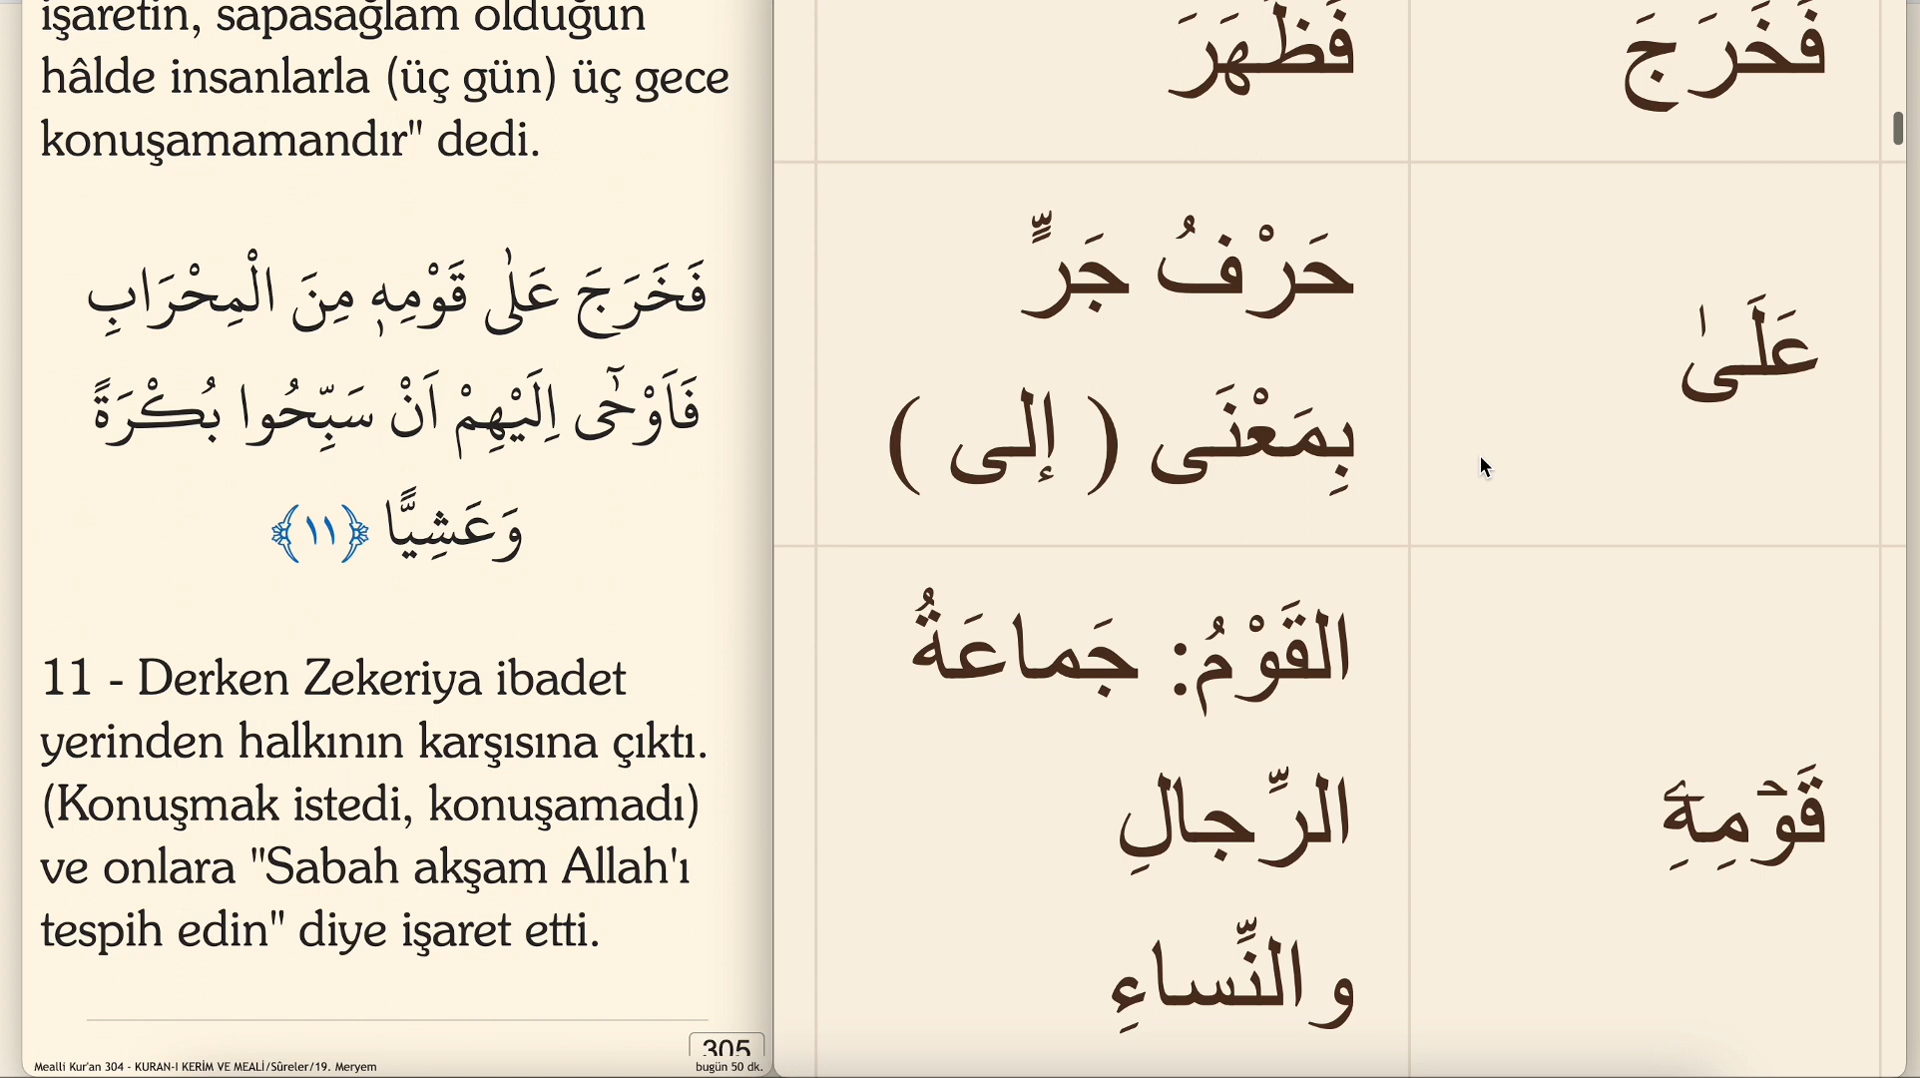 işaretin, sapasağlam olduğun
hâlde insanlarla (üç gün) üç gece
konuşamamandır" dedi.
فَخَرَجَ عَلٰى قَوْمِهٖ مِنَ الْمِحْرَابِ
فَاَوْحٰٓى اِلَيْهِمْ اَنْ سَبِّحُوا بُكْرَةً
وَعَشِيًّا ﴿١١﴾
11 - Derken Zekeriya ibadet
yerinden halkının karşısına çıktı.
(Konuşmak istedi, konuşamadı)
ve onlara "Sabah akşam Allah'ı
tespih edin" diye işaret etti.
305
Mealli Kur'an 304 - KURAN-I KERİM VE MEALİ/Sûreler/19. Meryem
bugün 50 dk.
فَخَرَجَ
فَظَهَرَ
عَلَىٰ
حَرْفُ جَرٍّ
بِمَعْنَى ( إلى )
قَوْمِهِۦ
القَوْمُ: جَماعَةُ
الرِّجالِ
والنِّساءِ